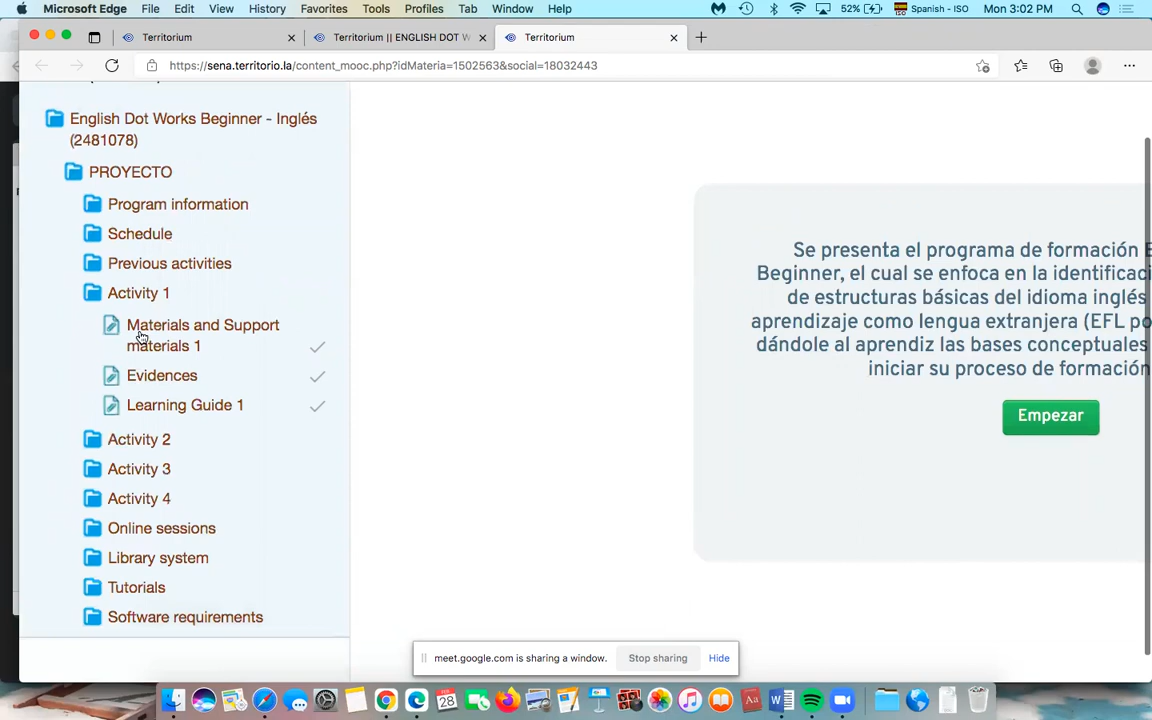 Microsoft Edge File Edit View History Favorites Tools Profiles Tab Window Help 52% Spanish - ISO Mon 3:02 PM
Territorium Territorium || ENGLISH DOT W Territorium
https://sena.territorio.la/content_mooc.php?idMateria=1502563&social=18032443
English Dot Works Beginner - Inglés
(2481078)
PROYECTO
Program information
Schedule
Previous activities
Activity 1
Materials and Support
materials 1
Evidences
Learning Guide 1
Activity 2
Activity 3
Activity 4
Online sessions
Library system
Tutorials
Software requirements
Se presenta el programa de formación E
Beginner, el cual se enfoca en la identificaci
de estructuras básicas del idioma inglés
aprendizaje como lengua extranjera (EFL po
dándole al aprendiz las bases conceptuales
iniciar su proceso de formación
Empezar
meet.google.com is sharing a window. Stop sharing Hide